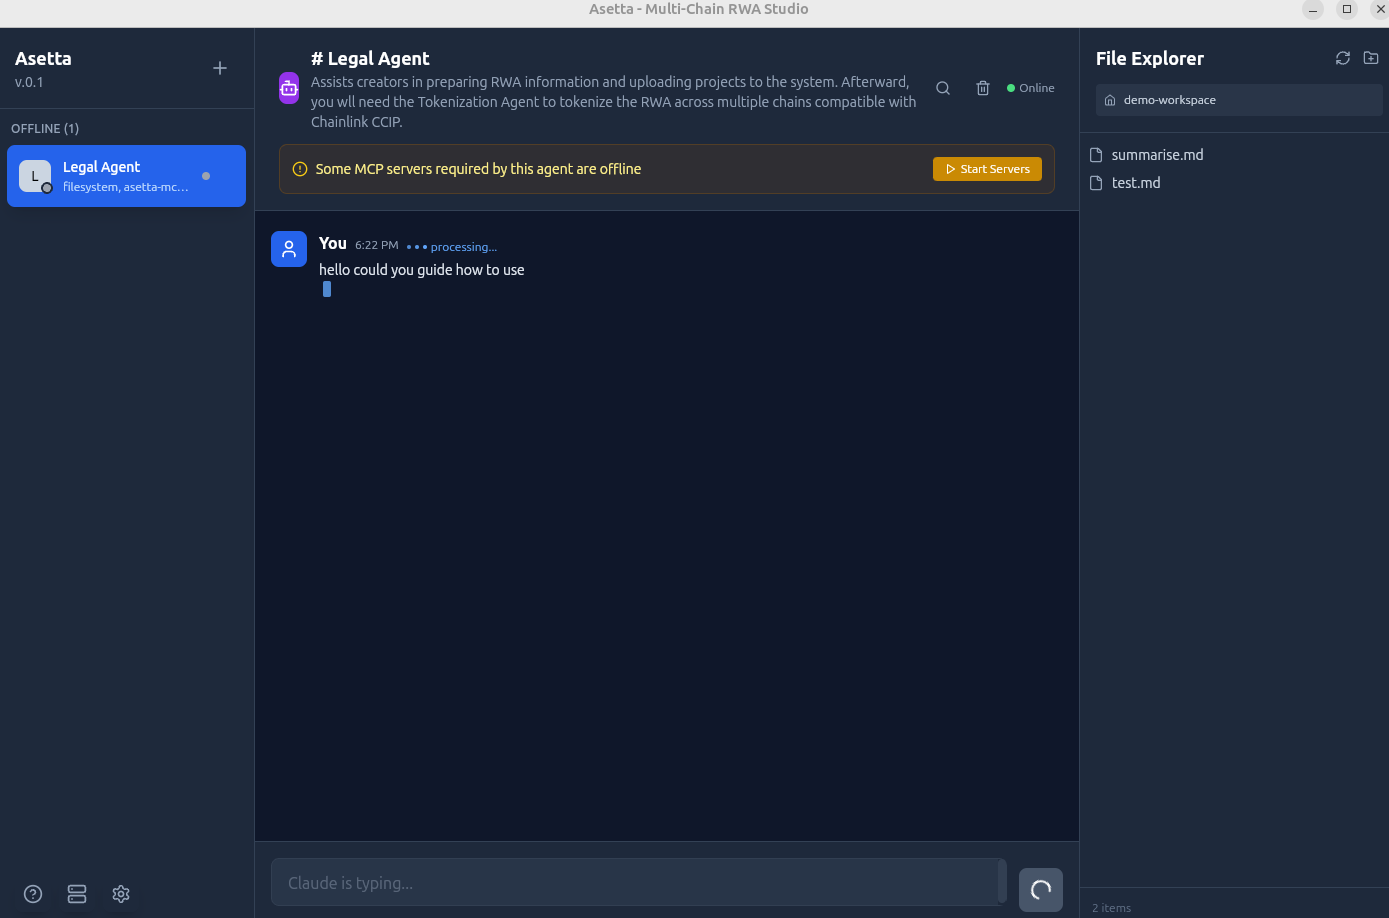 Asetta - Multi-Chain RWA Studio
Asetta
v.0.1
OFFLINE (1)
L
Legal Agent
filesystem, asetta-mc...
# Legal Agent
Assists creators in preparing RWA information and uploading projects to the system. Afterward,
you wll need the Tokenization Agent to tokenize the RWA across multiple chains compatible with
Chainlink CCIP.
Online
Some MCP servers required by this agent are offline
Start Servers
You 6:22 PM processing...
hello could you guide how to use
Claude is typing...
File Explorer
demo-workspace
summarise.md
test.md
2 items